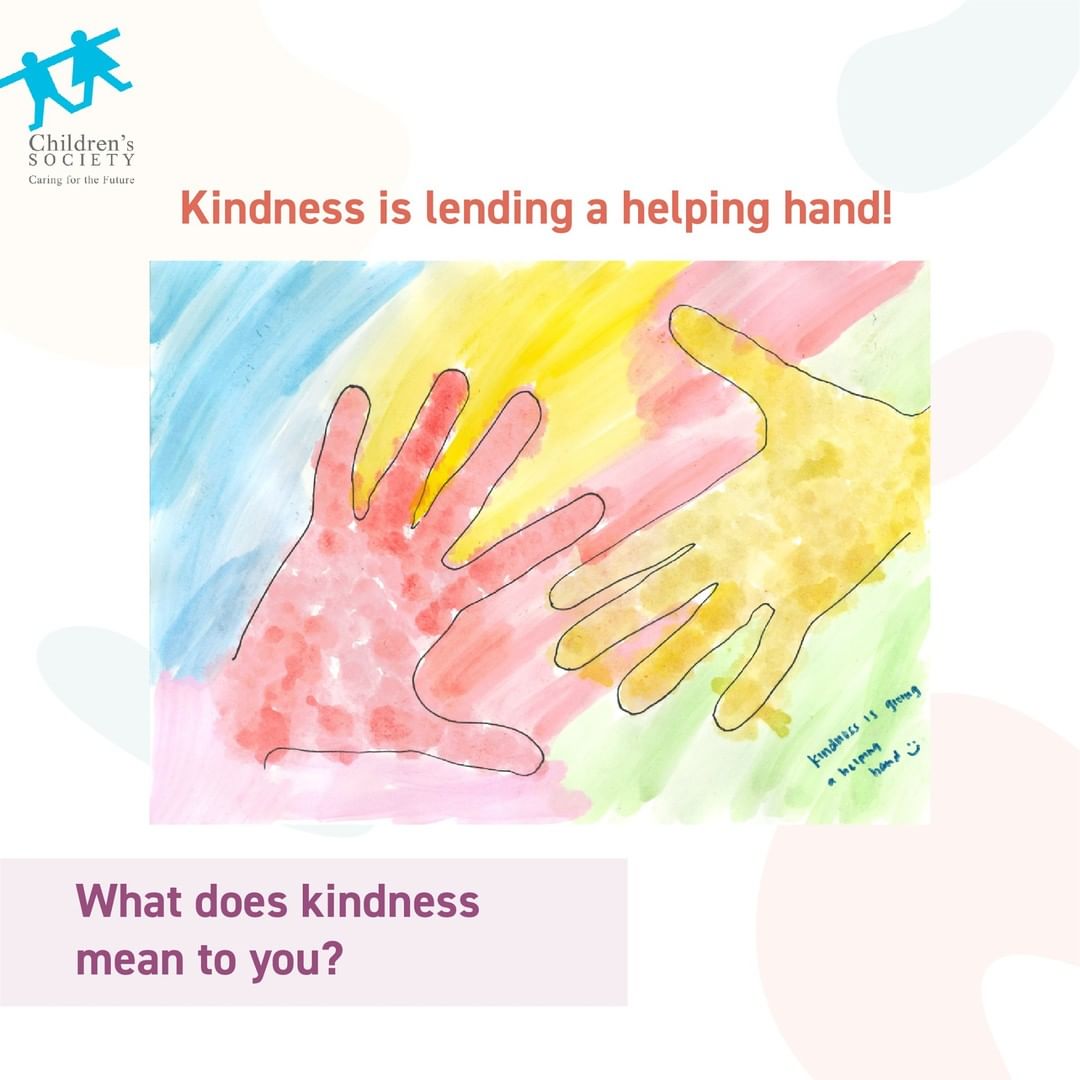 Children's
SOCIETY
Caring for the Future
Kindness is lending a helping hand!
kindness is giving
a helping
hand
What does kindness
mean to you?